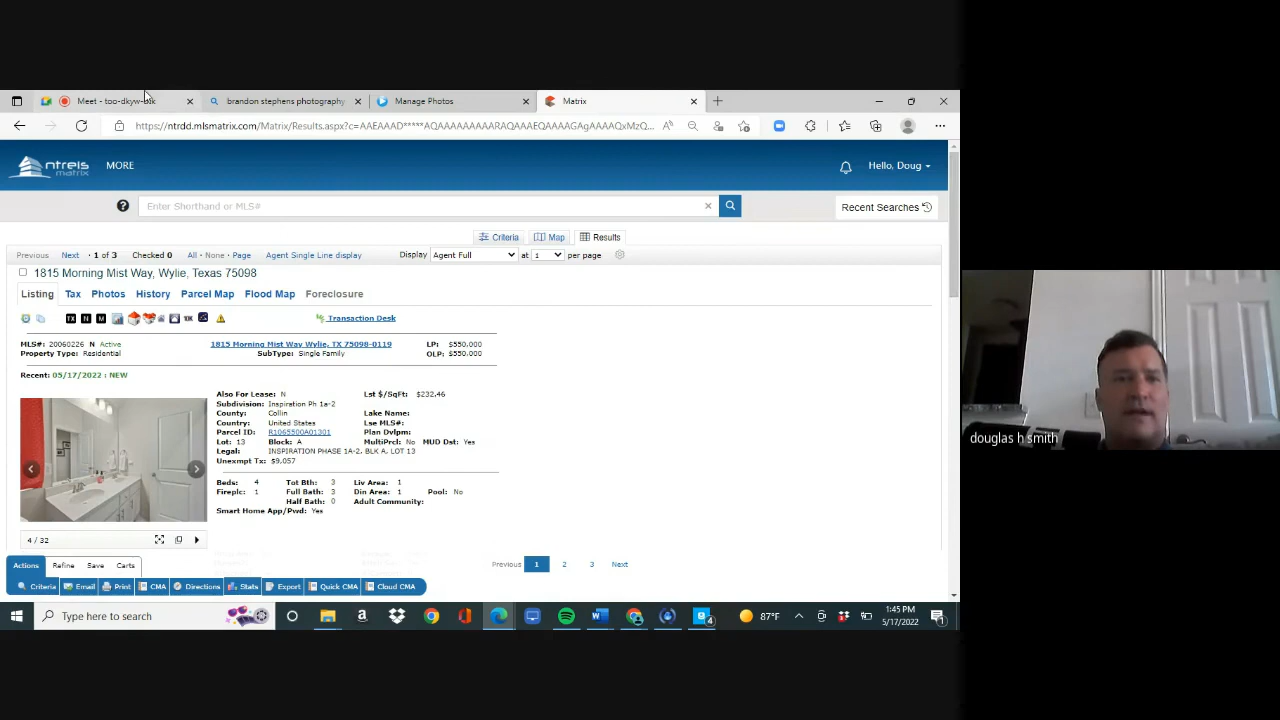 Meet - too-dkyw-
brandon stephens photography
Manage Photos
Matrix
https://ntrdd.mlsmatrix.com/Matrix/Results.aspx?c=AAEAAAD*****AQAAAAAAAAARAQAAAEQAAAAGAgAAAAQxMzQ...
ntreis matrix
MORE
Hello, Doug
Enter Shorthand or MLS#
Recent Searches
Criteria
Map
Results
Previous Next · 1 of 3 Checked 0 All · None · Page Agent Single Line display Display Agent Full at 1 per page
1815 Morning Mist Way, Wylie, Texas 75098
Listing Tax Photos History Parcel Map Flood Map Foreclosure
TX N M 10K Transaction Desk
MLS#: 20060226 N Active 1815 Morning Mist Way Wylie, TX 75098-0119 LP: $550,000
Property Type: Residential SubType: Single Family OLP: $550,000
Recent: 05/17/2022 : NEW
Also For Lease: N Lst $/SqFt: $232.46
Subdivision: Inspiration Ph 1a-2
County: Collin Lake Name:
Country: United States Lse MLS#:
Parcel ID: R1065500A01301 Plan Dvlpm:
Lot: 13 Block: A MultiPrcl: No MUD Dst: Yes
Legal: INSPIRATION PHASE 1A-2, BLK A, LOT 13
Unexmpt Tx: $9,057
Beds: 4 Tot Bth: 3 Liv Area: 1
Fireplc: 1 Full Bath: 3 Din Area: 1 Pool: No
Half Bath: 0 Adult Community:
Smart Home App/Pwd: Yes
4 / 32
Actions Refine Save Carts
Previous 1 2 3 Next
Criteria Email Print CMA Directions Stats Export Quick CMA Cloud CMA
Type here to search
87°F
1:45 PM
5/17/2022
douglas h smith